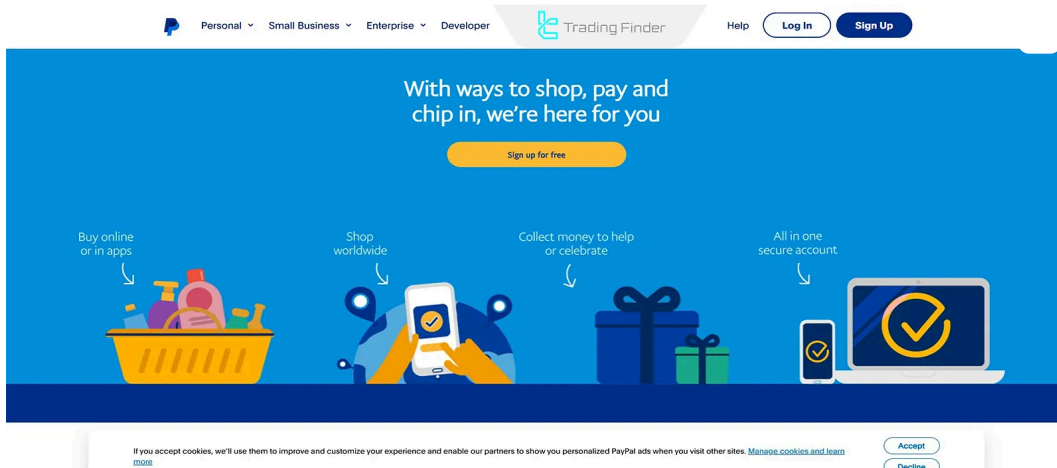 Personal Small Business Enterprise Developer Trading Finder Help Log In Sign Up
With ways to shop, pay and
chip in, we're here for you
Sign up for free
Buy online
or in apps
Shop
worldwide
Collect money to help
or celebrate
All in one
secure account
If you accept cookies, we'll use them to improve and customize your experience and enable our partners to show you personalized PayPal ads when you visit other sites. Manage cookies and learn
more
Accept
Decline